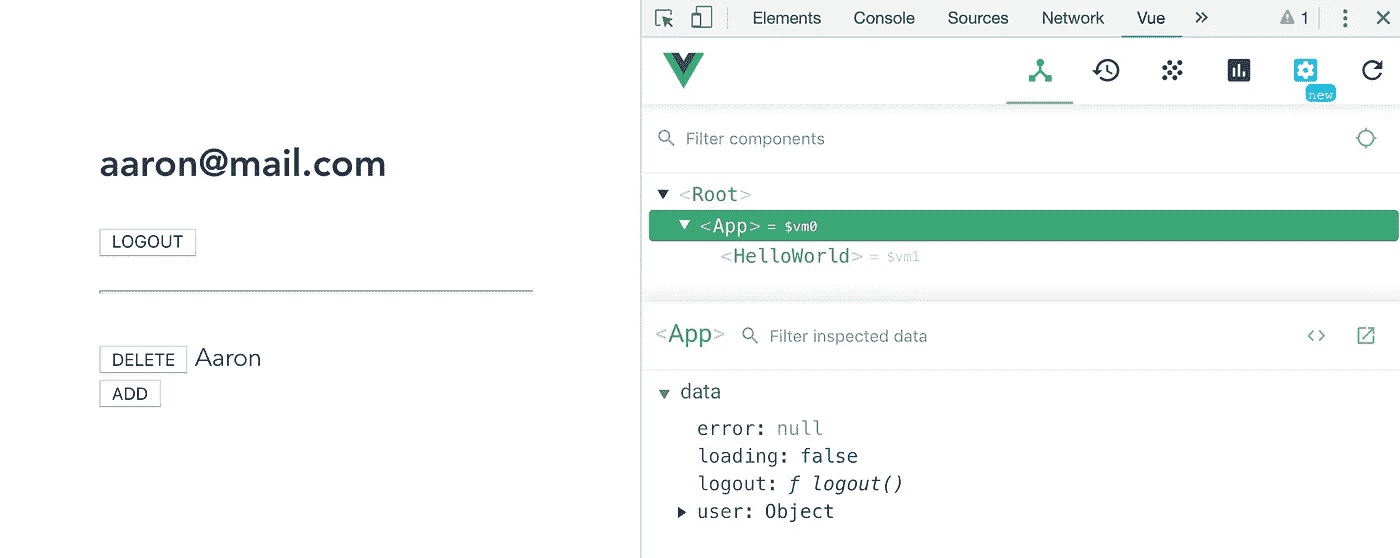 aaron@mail.com
LOGOUT
DELETE Aaron
ADD
Elements Console Sources Network Vue » 1
new
Filter components
<Root>
<App> = $vm0
<HelloWorld> = $vm1
<App> Filter inspected data <>
data
error: null
loading: false
logout: ƒ logout()
user: Object